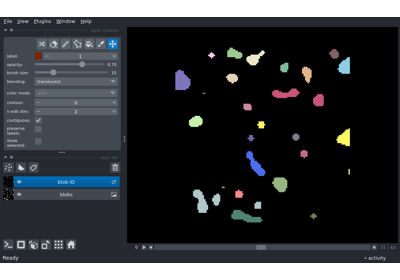 File View Plugins Window Help
label: 1
opacity: 0.70
brush size: 10
blending: translucent
color mode:
contour: 0
n edit dim: 2
contiguous:
preserve
labels:
show
selected:
blob ID
blobs
Ready
activity